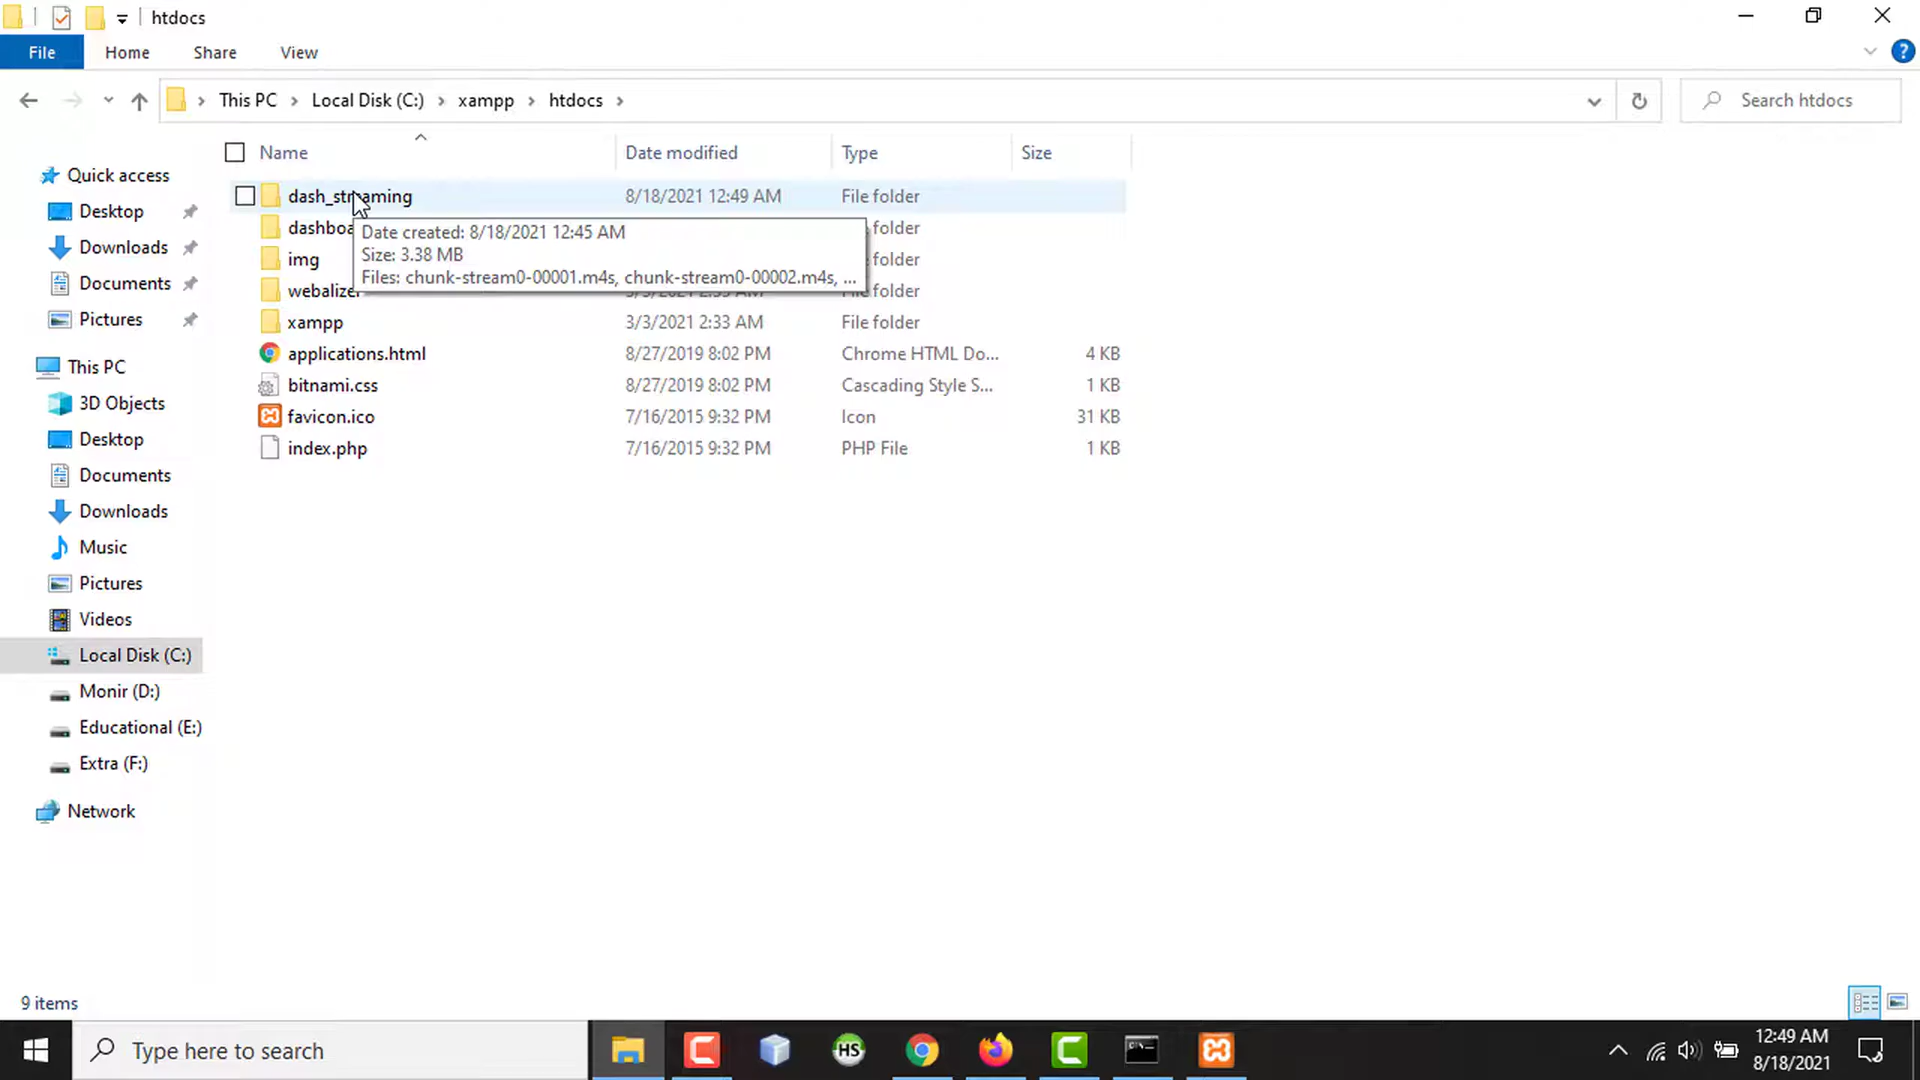 htdocs
File Home Share View
This PC Local Disk (C:) xampp htdocs Search htdocs
Name Date modified Type Size
Quick access
Desktop
Downloads
Documents
Pictures
This PC
3D Objects
Desktop
Documents
Downloads
Music
Pictures
Videos
Local Disk (C:)
Monir (D:)
Educational (E:)
Extra (F:)
Network
dash_streaming 8/18/2021 12:49 AM File folder
Date created: 8/18/2021 12:45 AM
Size: 3.38 MB
Files: chunk-stream0-00001.m4s, chunk-stream0-00002.m4s, ...
folder
img folder
folder
xampp 3/3/2021 2:33 AM File folder
applications.html 8/27/2019 8:02 PM Chrome HTML Do... 4 KB
bitnami.css 8/27/2019 8:02 PM Cascading Style S... 1 KB
favicon.ico 7/16/2015 9:32 PM Icon 31 KB
index.php 7/16/2015 9:32 PM PHP File 1 KB
9 items
Type here to search
HS
12:49 AM
8/18/2021